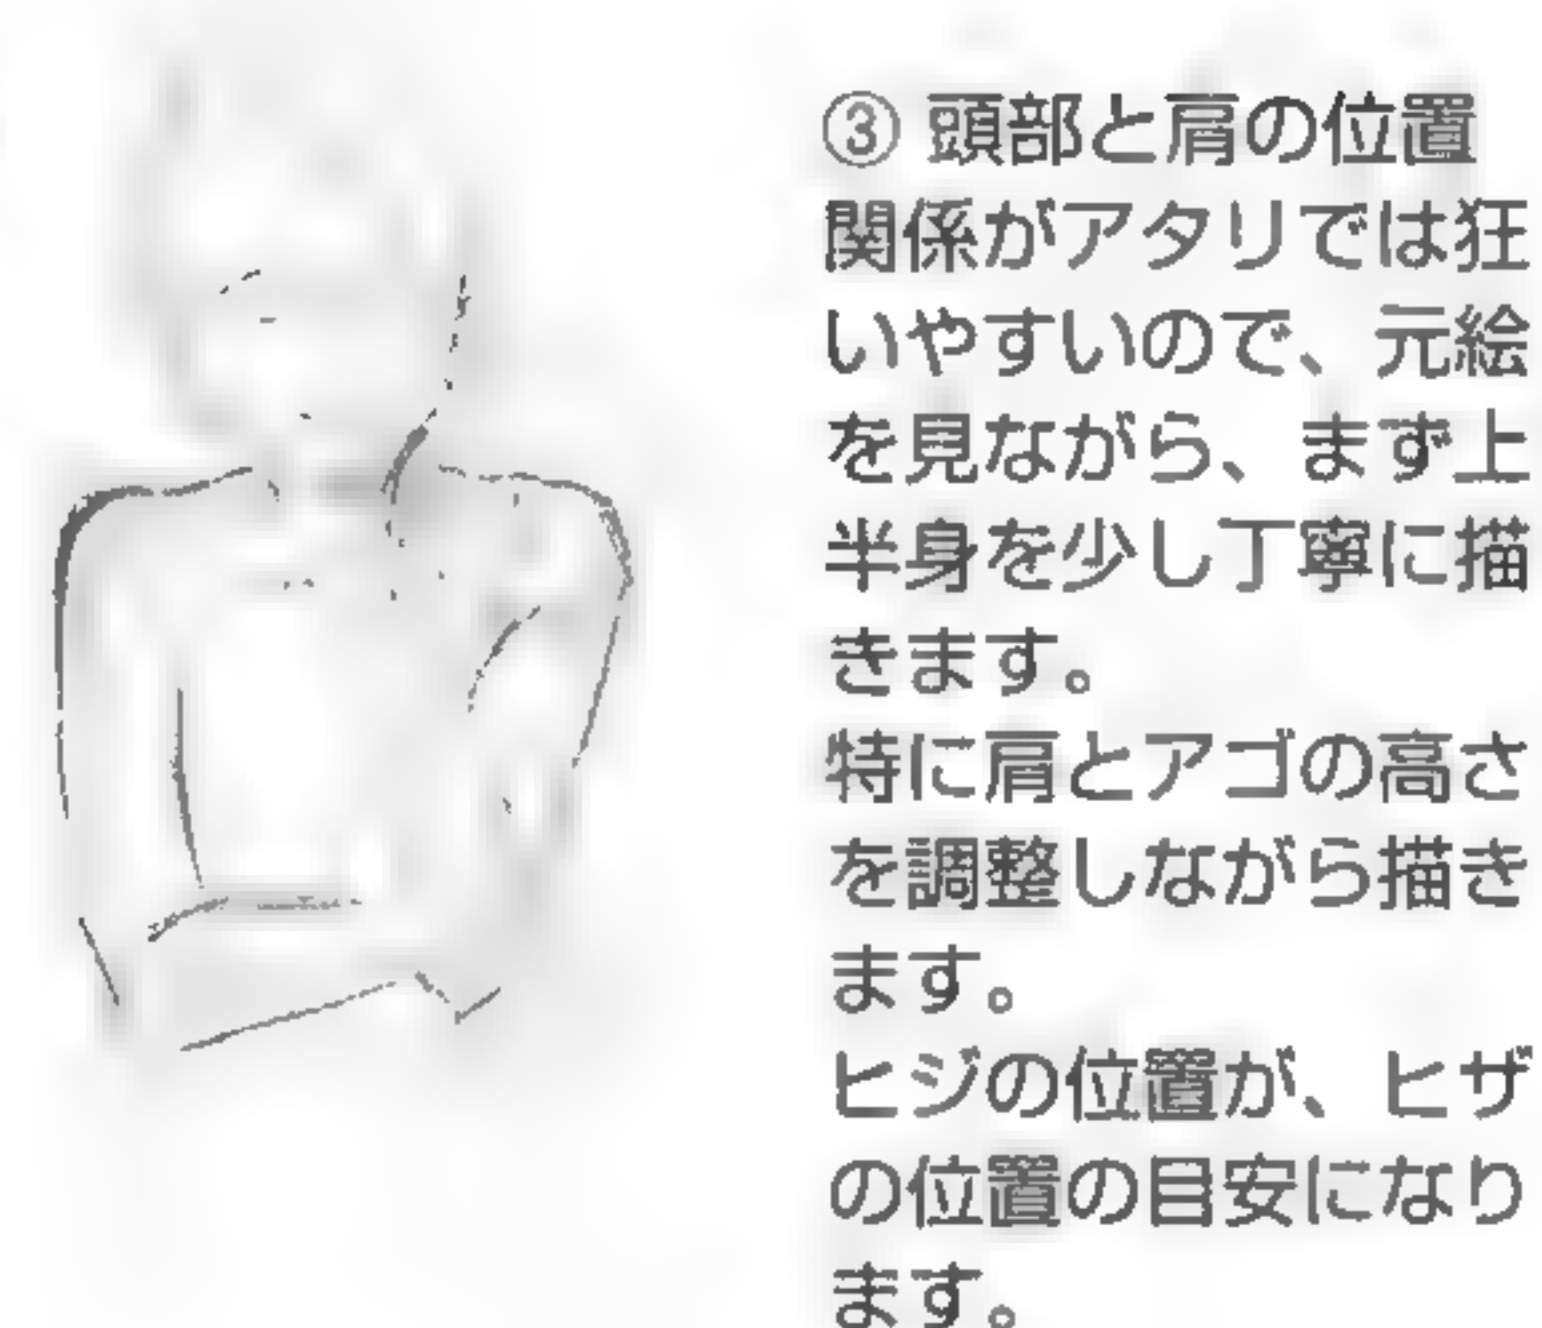 ③ 頭部と肩の位置
関係がアタリでは狂
いやすいので、元絵
を見ながら、まず上
半身を少し丁寧に描
きます。
特に肩とアゴの高さ
を調整しながら描き
ます。
ヒジの位置が、ヒザ
の位置の目安になり
ます。